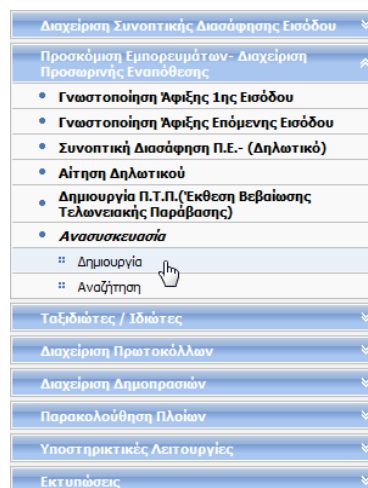 Διαχείριση Συνοπτικής Διασάφησης Εισόδου
Προσκόμιση Εμπορευμάτων- Διαχείριση
Προσωρινής Εναπόθεσης
Γνωστοποίηση Άφιξης 1ης Εισόδου
Γνωστοποίηση Άφιξης Επόμενης Εισόδου
Συνοπτική Διασάφηση Π.Ε.- (Δηλωτικό)
Αίτηση Δηλωτικού
Δημιουργία Π.Τ.Π.(Έκθεση Βεβαίωσης
Τελωνειακής Παράβασης)
Ανασυσκευασία
Δημιουργία
Αναζήτηση
Ταξιδιώτες / Ιδιώτες
Διαχείριση Πρωτοκόλλων
Διαχείριση Δημοπρασιών
Παρακολούθηση Πλοίων
Υποστηρικτικές Λειτουργίες
Εκτυπώσεις